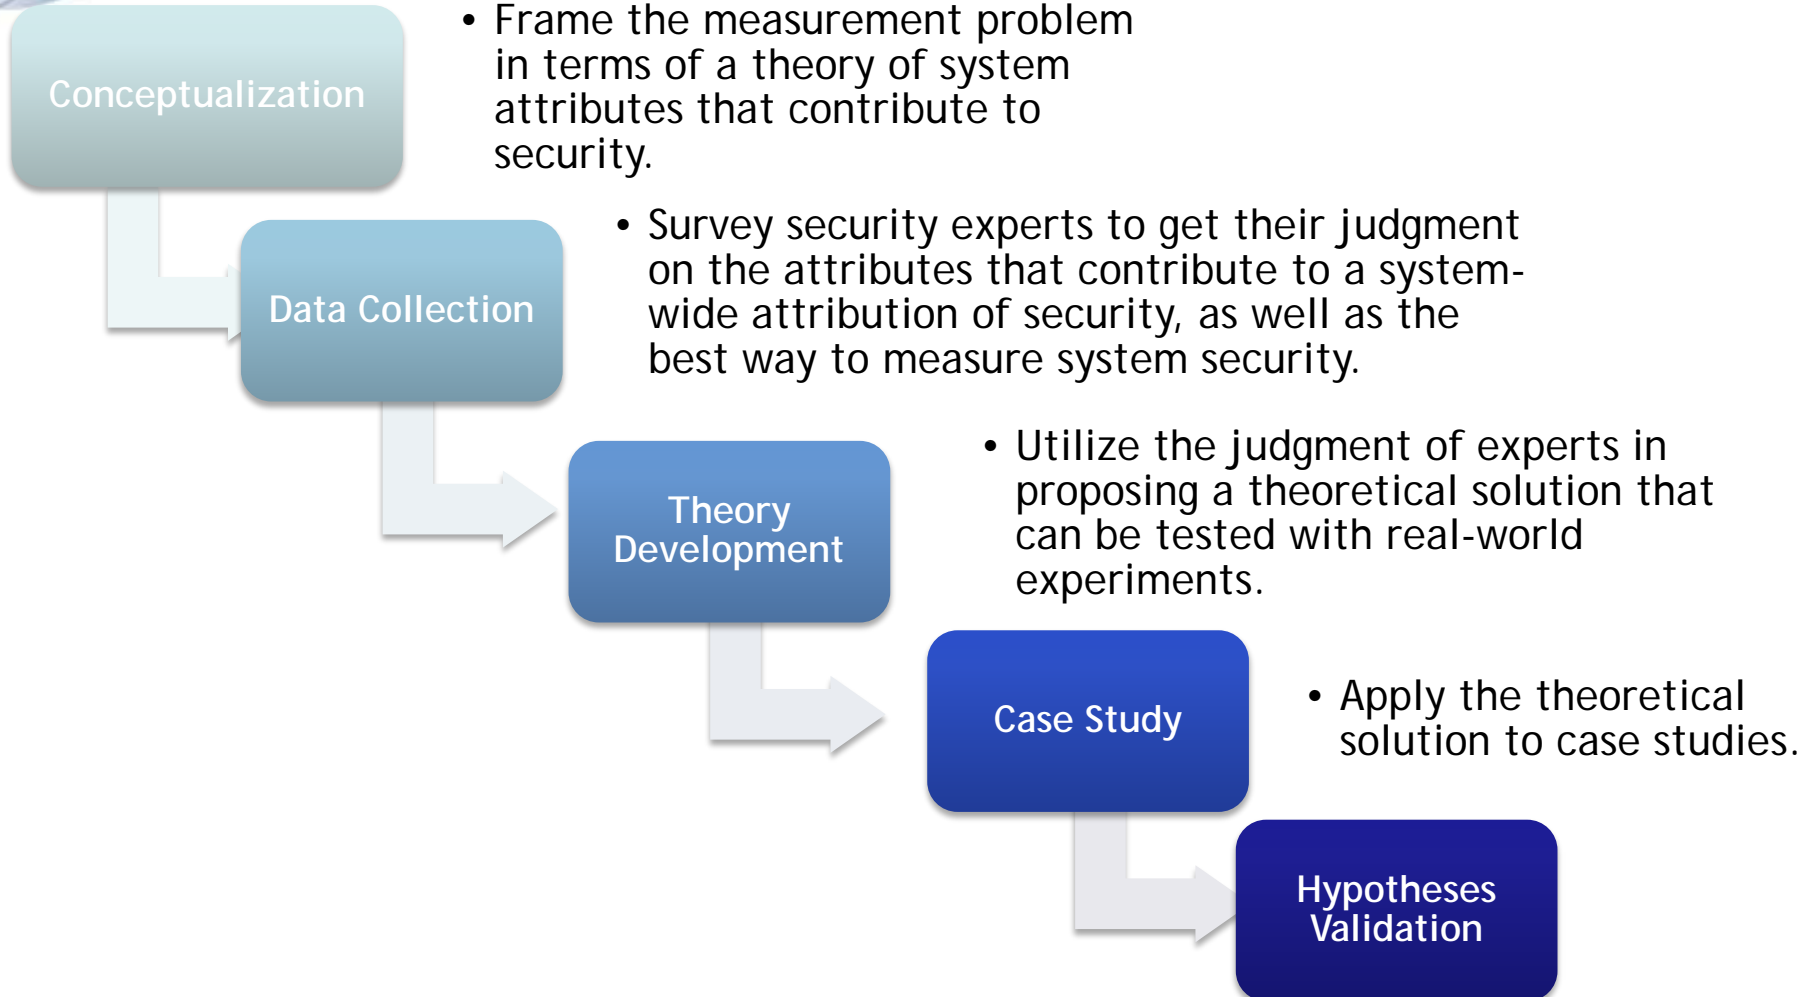 Conceptualization
• Frame the measurement problem
in terms of a theory of system
attributes that contribute to
security.
Data Collection
• Survey security experts to get their judgment
on the attributes that contribute to a system-
wide attribution of security, as well as the
best way to measure system security.
Theory
Development
• Utilize the judgment of experts in
proposing a theoretical solution that
can be tested with real-world
experiments.
Case Study
• Apply the theoretical
solution to case studies.
Hypotheses
Validation